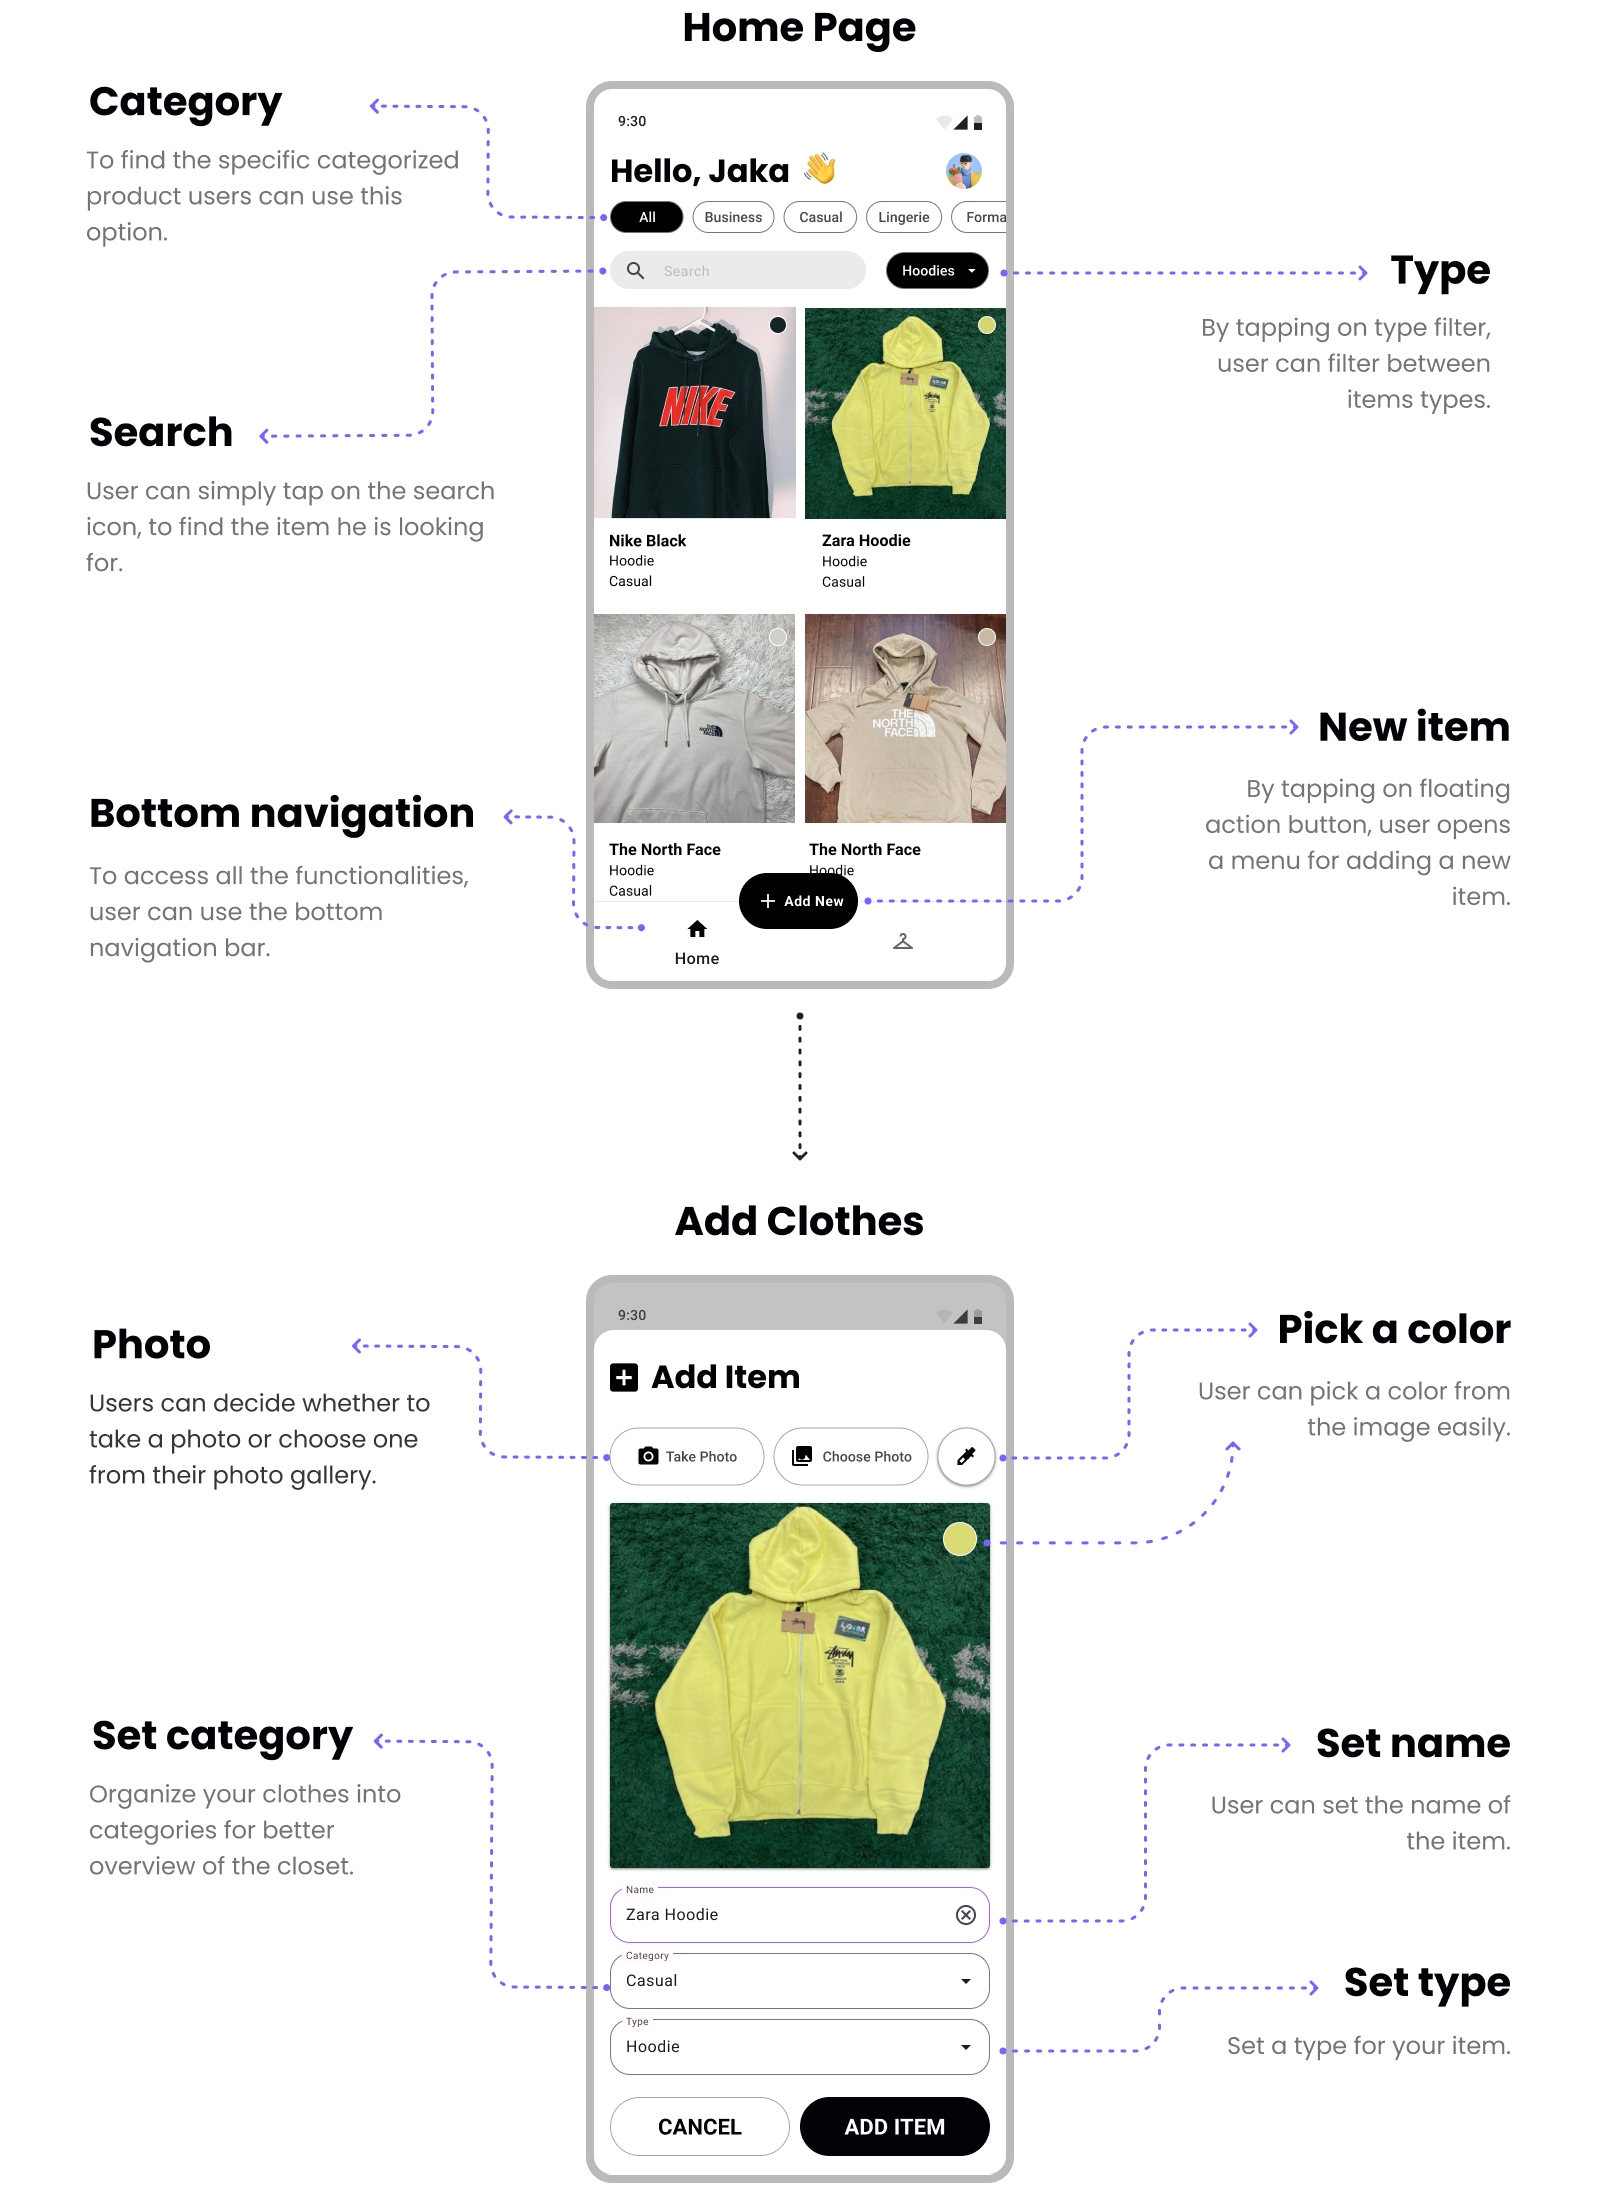 Home Page
Category
To find the specific categorized
product users can use this
option.
Search
User can simply tap on the search
icon, to find the item he is looking
for.
Bottom navigation
To access all the functionalities,
user can use the bottom
navigation bar.
9:30
Hello, Jaka
All Business Casual Lingerie Forma
Search Hoodies
NIKE
Nike Black
Hoodie
Casual
Stüssy
Zara Hoodie
Hoodie
Casual
THE
NORTH
FACE
The North Face
Hoodie
Casual
THE
NORTH
FACE
The North Face
Hoodie
Add New
Home
Type
By tapping on type filter,
user can filter between
items types.
New item
By tapping on floating
action button, user opens
a menu for adding a new
item.
Add Clothes
Photo
Users can decide whether to
take a photo or choose one
from their photo gallery.
Set category
Organize your clothes into
categories for better
overview of the closet.
9:30
Add Item
Take Photo Choose Photo
Stüssy
Name
Zara Hoodie
Category
Casual
Type
Hoodie
CANCEL ADD ITEM
Pick a color
User can pick a color from
the image easily.
Set name
User can set the name of
the item.
Set type
Set a type for your item.